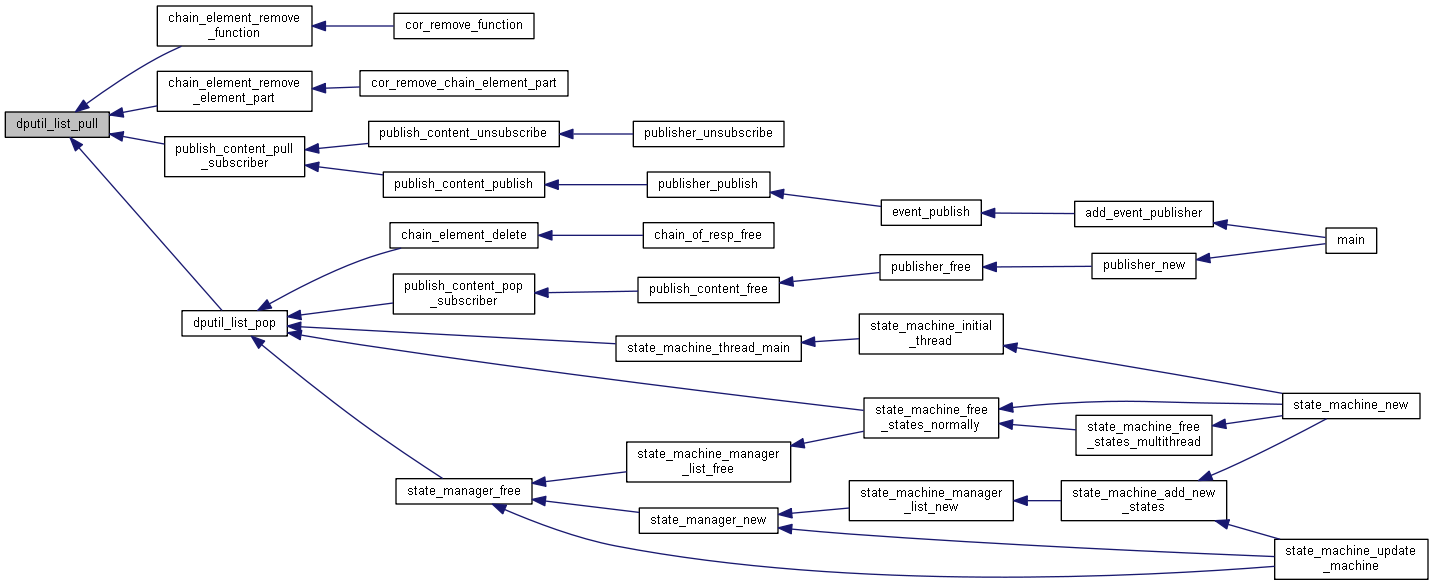 chain_element_remove
_function
cor_remove_function
chain_element_remove
_element_part
cor_remove_chain_element_part
dputil_list_pull
publish_content_pull
_subscriber
publish_content_unsubscribe
publisher_unsubscribe
publish_content_publish
publisher_publish
event_publish
add_event_publisher
main
chain_element_delete
chain_of_resp_free
publish_content_pop
_subscriber
publish_content_free
publisher_free
publisher_new
dputil_list_pop
state_machine_thread_main
state_machine_initial
_thread
state_machine_new
state_machine_free
_states_normally
state_machine_free
_states_multithread
state_machine_manager
_list_free
state_manager_free
state_manager_new
state_machine_manager
_list_new
state_machine_add_new
_states
state_machine_update
_machine